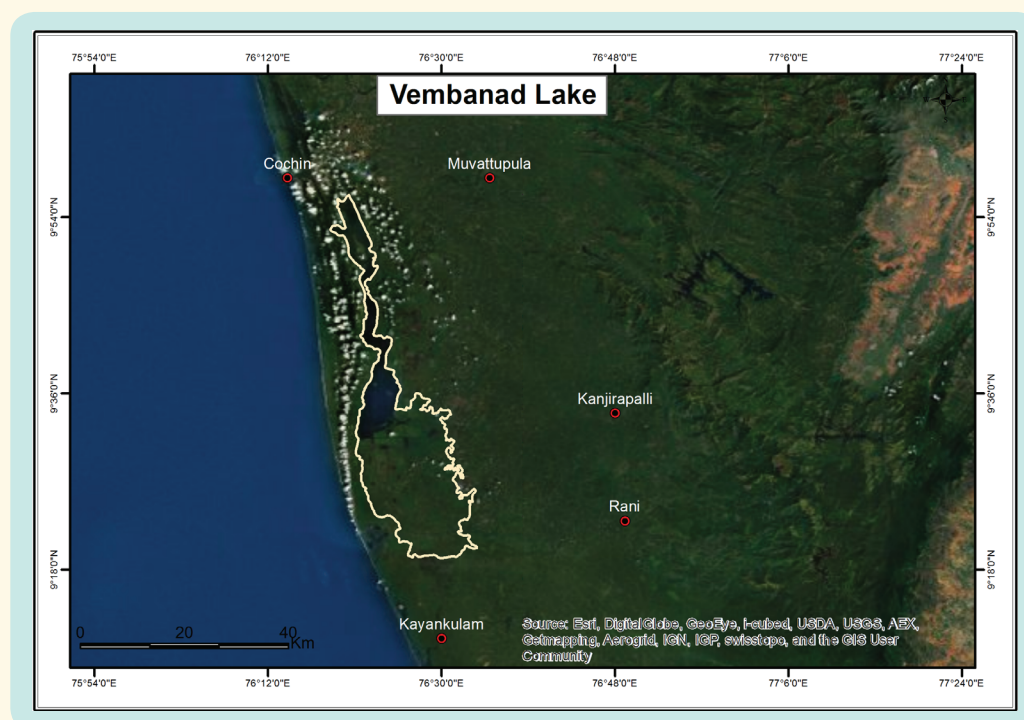 75°54'0"E 76°12'0"E 76°30'0"E 76°48'0"E 77°6'0"E 77°24'0"E
Vembanad Lake
Cochin
Muvattupula
9°54'0"N 9°54'0"N
9°36'0"N 9°36'0"N
Kanjirapalli
Rani
9°18'0"N 9°18'0"N
Kayankulam
0 20 40 Km
Source: Esri, DigitalGlobe, GeoEye, i-cubed, USDA, USGS, AEX,
Getmapping, Aerogrid, IGN, IGP, swisstopo, and the GIS User
Community
75°54'0"E 76°12'0"E 76°30'0"E 76°48'0"E 77°6'0"E 77°24'0"E